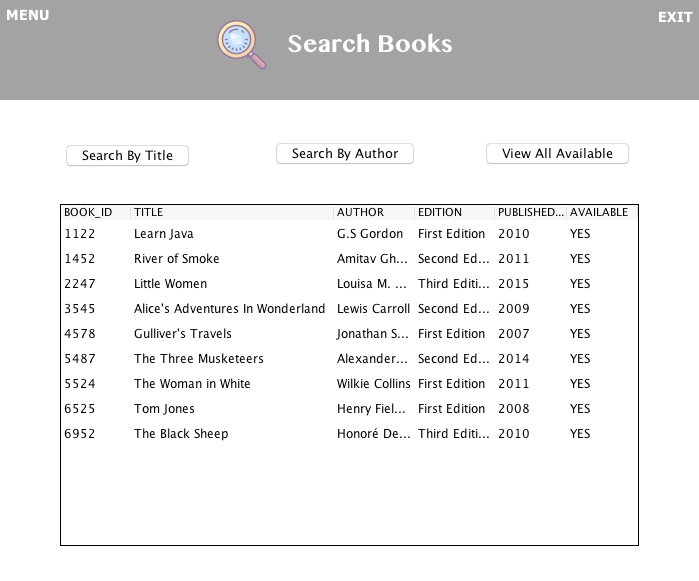 MENU
EXIT
Search Books
Search By Title
Search By Author
View All Available
BOOK_ID TITLE AUTHOR EDITION PUBLISHED... AVAILABLE
1122 Learn Java G.S Gordon First Edition 2010 YES
1452 River of Smoke Amitav Gh... Second Ed... 2011 YES
2247 Little Women Louisa M. ... Third Editi... 2015 YES
3545 Alice's Adventures In Wonderland Lewis Carroll Second Ed... 2009 YES
4578 Gulliver's Travels Jonathan S... First Edition 2007 YES
5487 The Three Musketeers Alexander... Second Ed... 2014 YES
5524 The Woman in White Wilkie Collins First Edition 2011 YES
6525 Tom Jones Henry Fiel... First Edition 2008 YES
6952 The Black Sheep Honoré De... Third Editi... 2010 YES